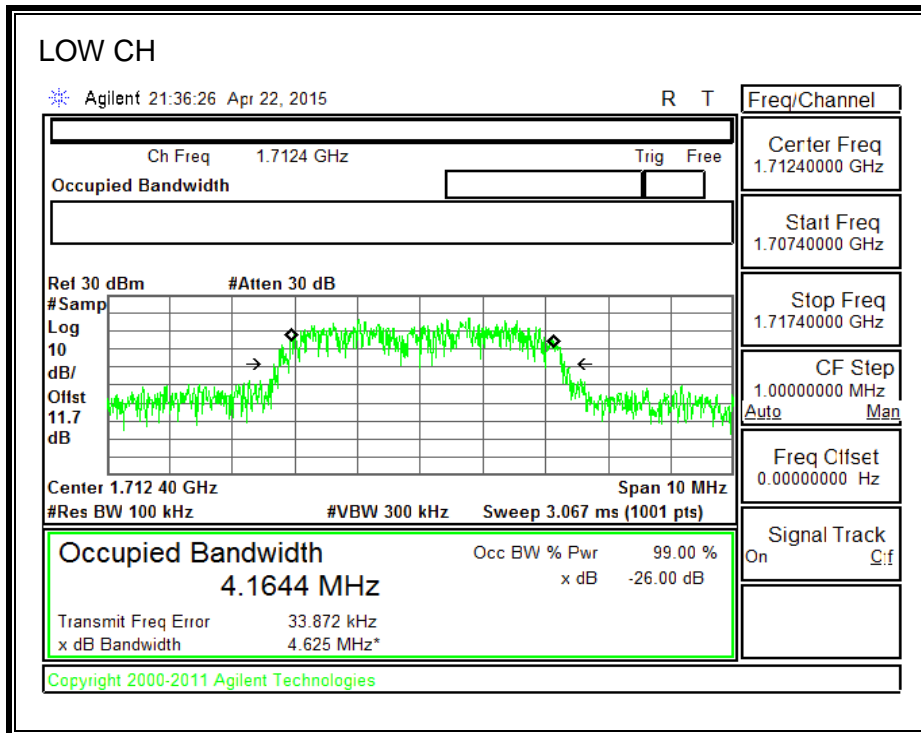 LOW CH
Agilent 21:36:26 Apr 22, 2015 R T
Freq/Channel
Ch Freq 1.7124 GHz Trig Free
Occupied Bandwidth
Center Freq
1.71240000 GHz
Start Freq
1.70740000 GHz
Stop Freq
1.71740000 GHz
CF Step
1.00000000 MHz
Auto Man
Freq Offset
0.00000000 Hz
Signal Track
On Off
Ref 30 dBm #Atten 30 dB
#Samp
Log
10
dB/
Offst
11.7
dB
Center 1.712 40 GHz Span 10 MHz
#Res BW 100 kHz #VBW 300 kHz Sweep 3.067 ms (1001 pts)
Occupied Bandwidth Occ BW % Pwr 99.00 %
4.1644 MHz x dB -26.00 dB
Transmit Freq Error 33.872 kHz
x dB Bandwidth 4.625 MHz*
Copyright 2000-2011 Agilent Technologies